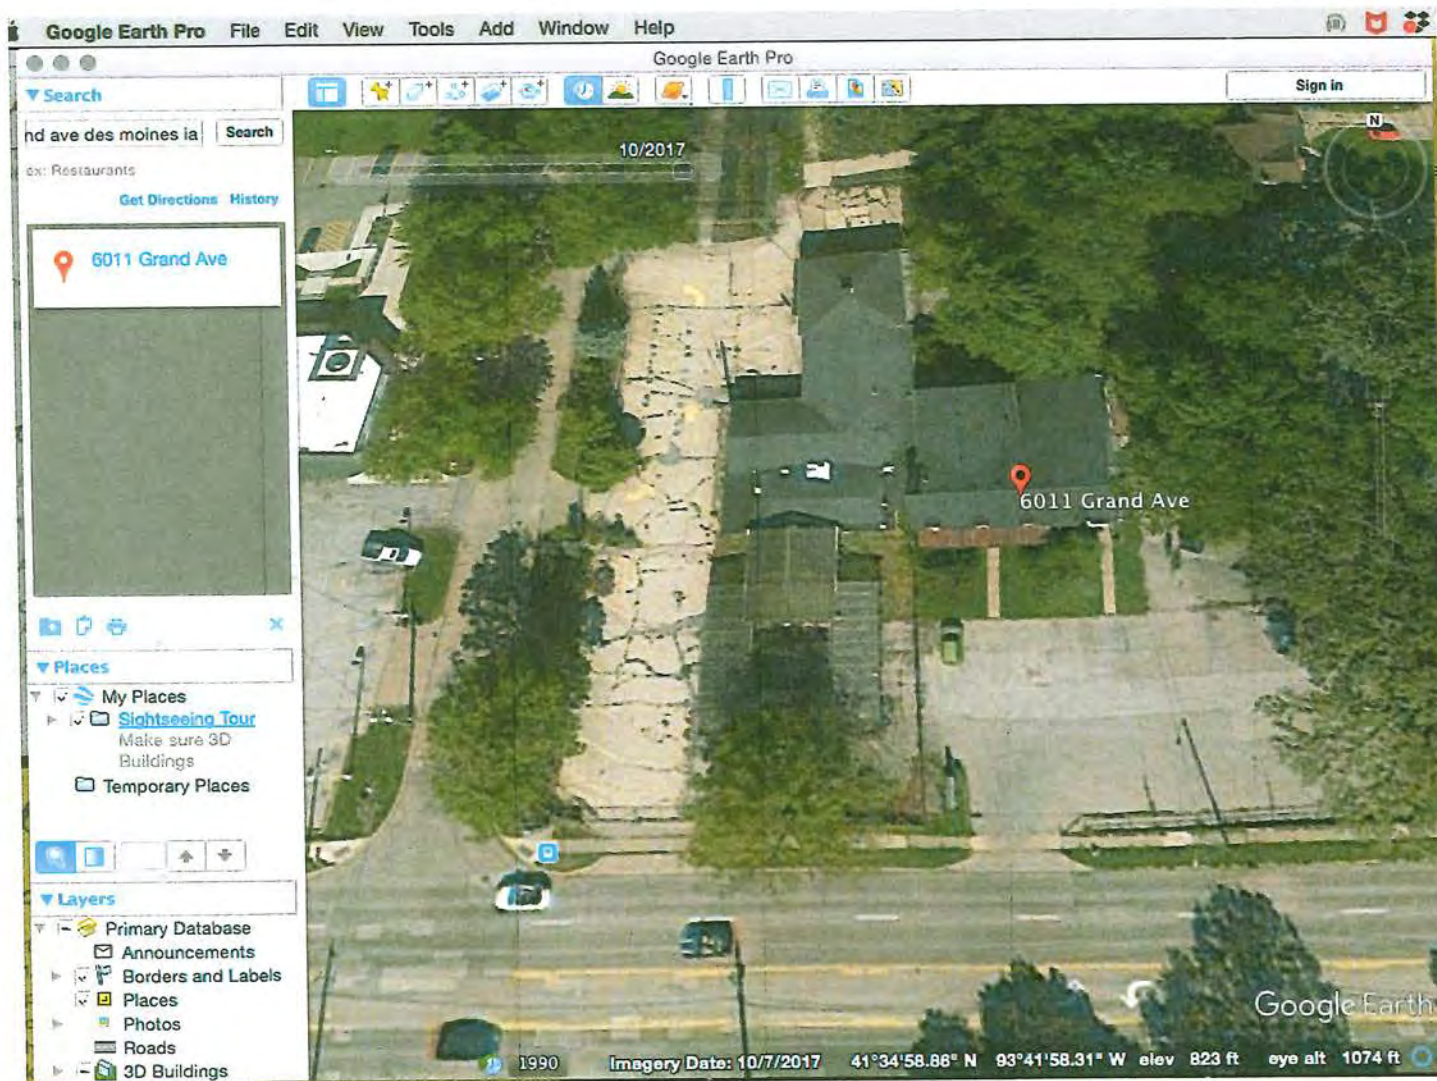 Google Earth Pro File Edit View Tools Add Window Help
Google Earth Pro
Search
Sign in
nd ave des moines ia Search
ex: Restaurants
Get Directions History
6011 Grand Ave
10/2017
N
6011 Grand Ave
Places
My Places
Sightseeing Tour
Make sure 3D
Buildings
Temporary Places
Layers
Primary Database
Announcements
Borders and Labels
Places
Photos
Roads
3D Buildings
Google Earth
1990 Imagery Date: 10/7/2017 41°34'58.86" N 93°41'58.31" W elev 823 ft eye alt 1074 ft